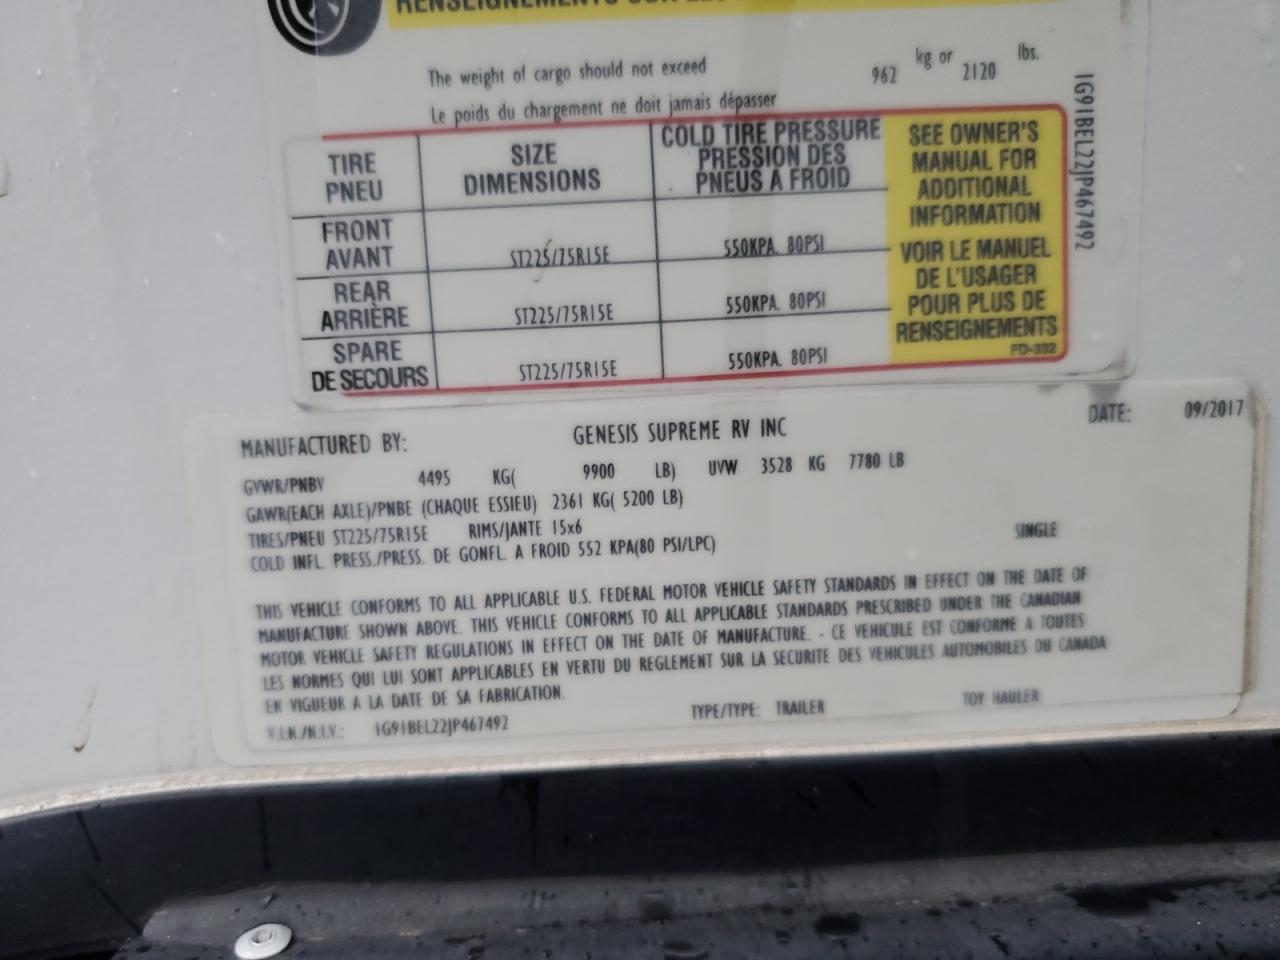 The weight of cargo should not exceed 962 kg or 2120 lbs.
Le poids du chargement ne doit jamais dépasser
TIRE PNEU
SIZE DIMENSIONS
COLD TIRE PRESSURE
PRESSION DES
PNEUS A FROID
FRONT AVANT ST225/75R15E 550KPA. 80PSI
REAR ARRIÈRE ST225/75R15E 550KPA. 80PSI
SPARE DE SECOURS ST225/75R15E 550KPA. 80PSI
SEE OWNER'S
MANUAL FOR
ADDITIONAL
INFORMATION
VOIR LE MANUEL
DE L'USAGER
POUR PLUS DE
RENSEIGNEMENTS
FD-332
1G91BEL22JP467492
MANUFACTURED BY: GENESIS SUPREME RV INC DATE: 09/2017
GVWR/PNBV 4495 KG( 9900 LB) UVW 3528 KG 7780 LB
GAWR(EACH AXLE)/PNBE (CHAQUE ESSIEU) 2361 KG( 5200 LB)
TIRES/PNEU ST225/75R15E RIMS/JANTE 15x6 SINGLE
COLD INFL. PRESS./PRESS. DE GONFL. A FROID 552 KPA(80 PSI/LPC)
THIS VEHICLE CONFORMS TO ALL APPLICABLE U.S. FEDERAL MOTOR VEHICLE SAFETY STANDARDS IN EFFECT ON THE DATE OF
MANUFACTURE SHOWN ABOVE. THIS VEHICLE CONFORMS TO ALL APPLICABLE STANDARDS PRESCRIBED UNDER THE CANADIAN
MOTOR VEHICLE SAFETY REGULATIONS IN EFFECT ON THE DATE OF MANUFACTURE. - CE VEHICULE EST CONFORME A TOUTES
LES NORMES QUI LUI SONT APPLICABLES EN VERTU DU REGLEMENT SUR LA SECURITE DES VEHICULES AUTOMOBILES DU CANADA
EN VIGUEUR A LA DATE DE SA FABRICATION.
V.I.N./N.I.V.: 1G91BEL22JP467492 TYPE/TYPE: TRAILER TOY HAULER